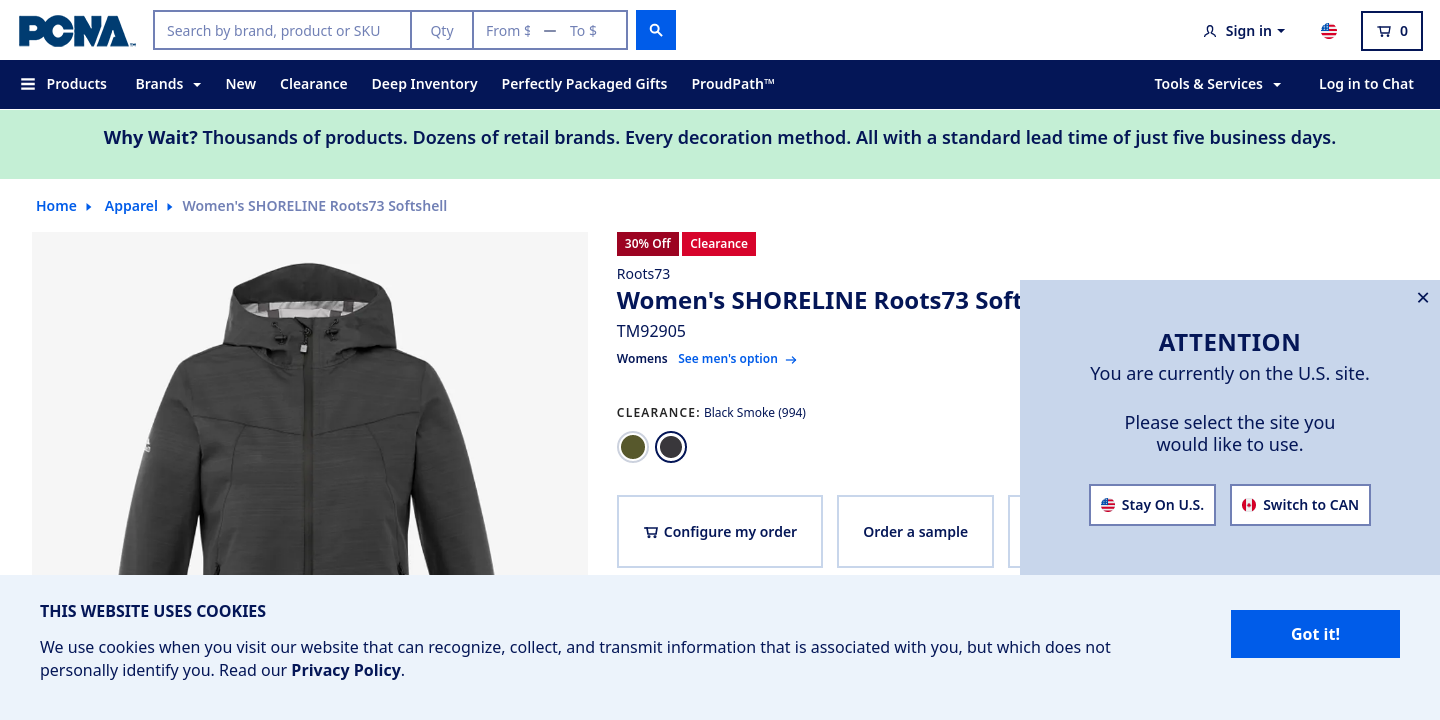 PCNA™
Search by brand, product or SKU
Qty
From $ — To $
Sign in
0
Products
Brands
New
Clearance
Deep Inventory
Perfectly Packaged Gifts
ProudPath™
Tools & Services
Log in to Chat
Why Wait? Thousands of products. Dozens of retail brands. Every decoration method. All with a standard lead time of just five business days.
Home
Apparel
Women's SHORELINE Roots73 Softshell
30% Off
Clearance
Roots73
Women's SHORELINE Roots73 Soft
TM92905
Womens
See men's option
CLEARANCE: Black Smoke (994)
Configure my order
Order a sample
ATTENTION
You are currently on the U.S. site.
Please select the site you
would like to use.
Stay On U.S.
Switch to CAN
THIS WEBSITE USES COOKIES
We use cookies when you visit our website that can recognize, collect, and transmit information that is associated with you, but which does not
personally identify you. Read our Privacy Policy.
Got it!